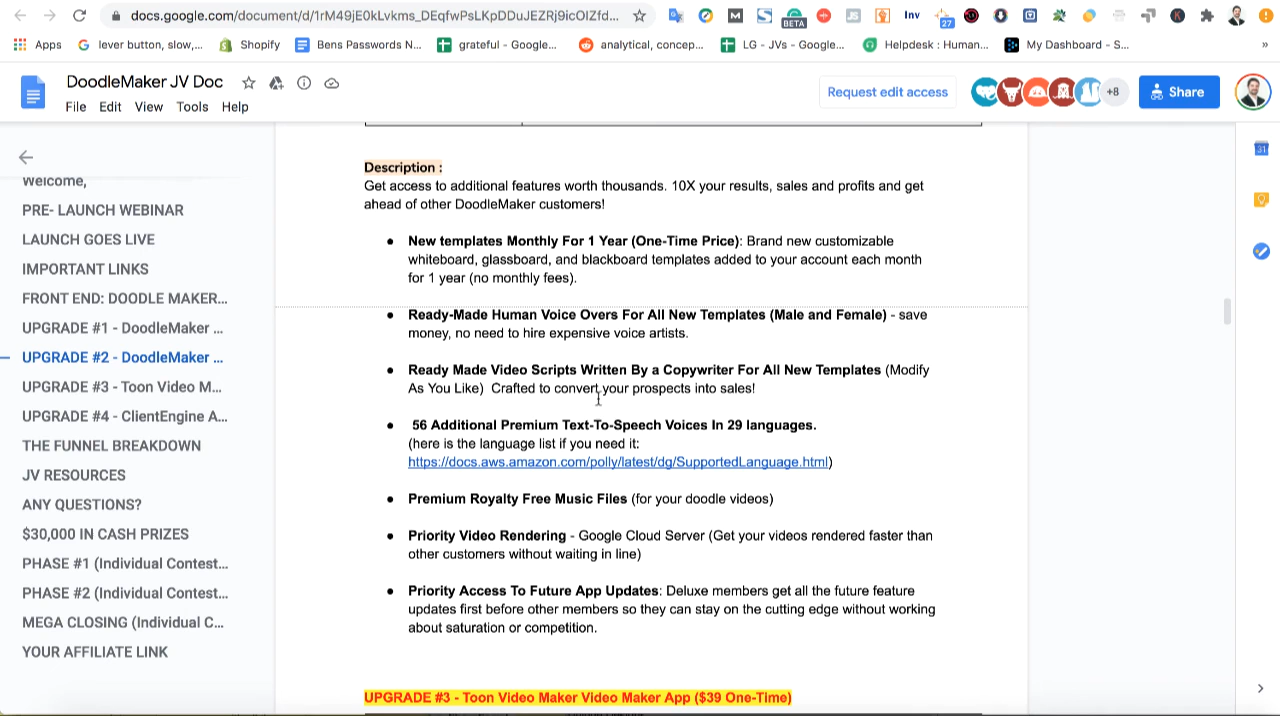 docs.google.com/document/d/1rM49jE0kLvkms_DEqfwPsLKpDDuJEZRj9icOIZfd...
BETA
JS
Inv
27
K
Apps
lever button, slow,...
Shopify
Bens Passwords N...
grateful - Google...
analytical, concep...
LG - JVs - Google...
Helpdesk : Human...
My Dashboard - S...
»
DoodleMaker JV Doc
File Edit View Tools Help
Request edit access
+8
Share
31
Welcome,
PRE- LAUNCH WEBINAR
LAUNCH GOES LIVE
IMPORTANT LINKS
FRONT END: DOODLE MAKER...
UPGRADE #1 - DoodleMaker ...
UPGRADE #2 - DoodleMaker ...
UPGRADE #3 - Toon Video M...
UPGRADE #4 - ClientEngine A...
THE FUNNEL BREAKDOWN
JV RESOURCES
ANY QUESTIONS?
$30,000 IN CASH PRIZES
PHASE #1 (Individual Contest...
PHASE #2 (Individual Contest...
MEGA CLOSING (Individual C...
YOUR AFFILIATE LINK
Description :
Get access to additional features worth thousands. 10X your results, sales and profits and get
ahead of other DoodleMaker customers!
● New templates Monthly For 1 Year (One-Time Price): Brand new customizable
whiteboard, glassboard, and blackboard templates added to your account each month
for 1 year (no monthly fees).
● Ready-Made Human Voice Overs For All New Templates (Male and Female) - save
money, no need to hire expensive voice artists.
● Ready Made Video Scripts Written By a Copywriter For All New Templates (Modify
As You Like) Crafted to convert your prospects into sales!
● 56 Additional Premium Text-To-Speech Voices In 29 languages.
(here is the language list if you need it:
https://docs.aws.amazon.com/polly/latest/dg/SupportedLanguage.html)
● Premium Royalty Free Music Files (for your doodle videos)
● Priority Video Rendering - Google Cloud Server (Get your videos rendered faster than
other customers without waiting in line)
● Priority Access To Future App Updates: Deluxe members get all the future feature
updates first before other members so they can stay on the cutting edge without working
about saturation or competition.
UPGRADE #3 - Toon Video Maker Video Maker App ($39 One-Time)